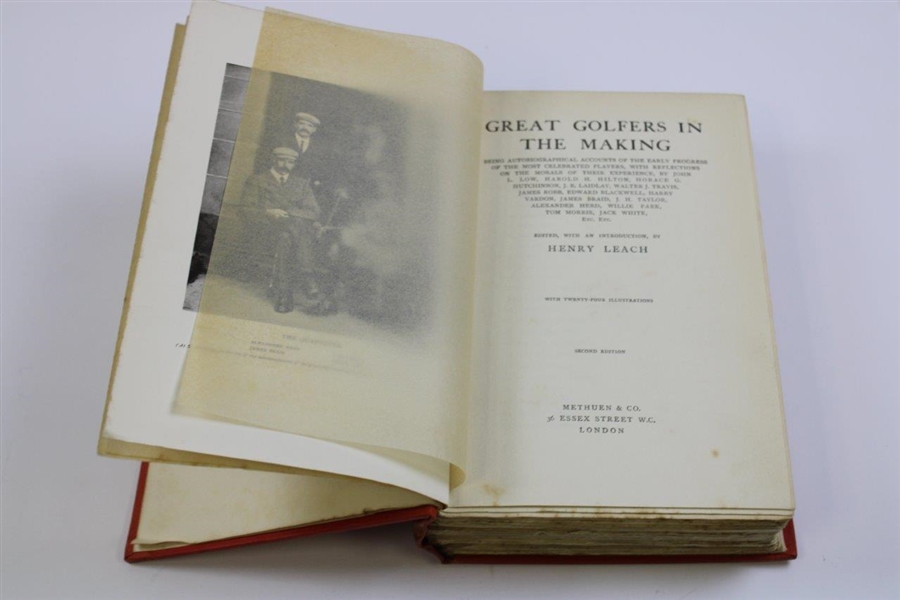 GREAT GOLFERS IN
THE MAKING
BEING AUTOBIOGRAPHICAL ACCOUNTS OF THE EARLY PROGRESS
OF THE MOST CELEBRATED PLAYERS, WITH REFLECTIONS
ON THE MORALS OF THEIR EXPERIENCE, BY JOHN
L. LOW, HAROLD H. HILTON, HORACE G.
HUTCHINSON, J. E. LAIDLAY, WALTER J. TRAVIS,
JAMES ROBB, EDWARD BLACKWELL, HARRY
VARDON, JAMES BRAID, J. H. TAYLOR,
ALEXANDER HERD, WILLIE PARK,
TOM MORRIS, JACK WHITE,
ETC. ETC.
EDITED, WITH AN INTRODUCTION, BY
HENRY LEACH
WITH TWENTY-FOUR ILLUSTRATIONS
SECOND EDITION
METHUEN & CO.
36 ESSEX STREET W.C.
LONDON